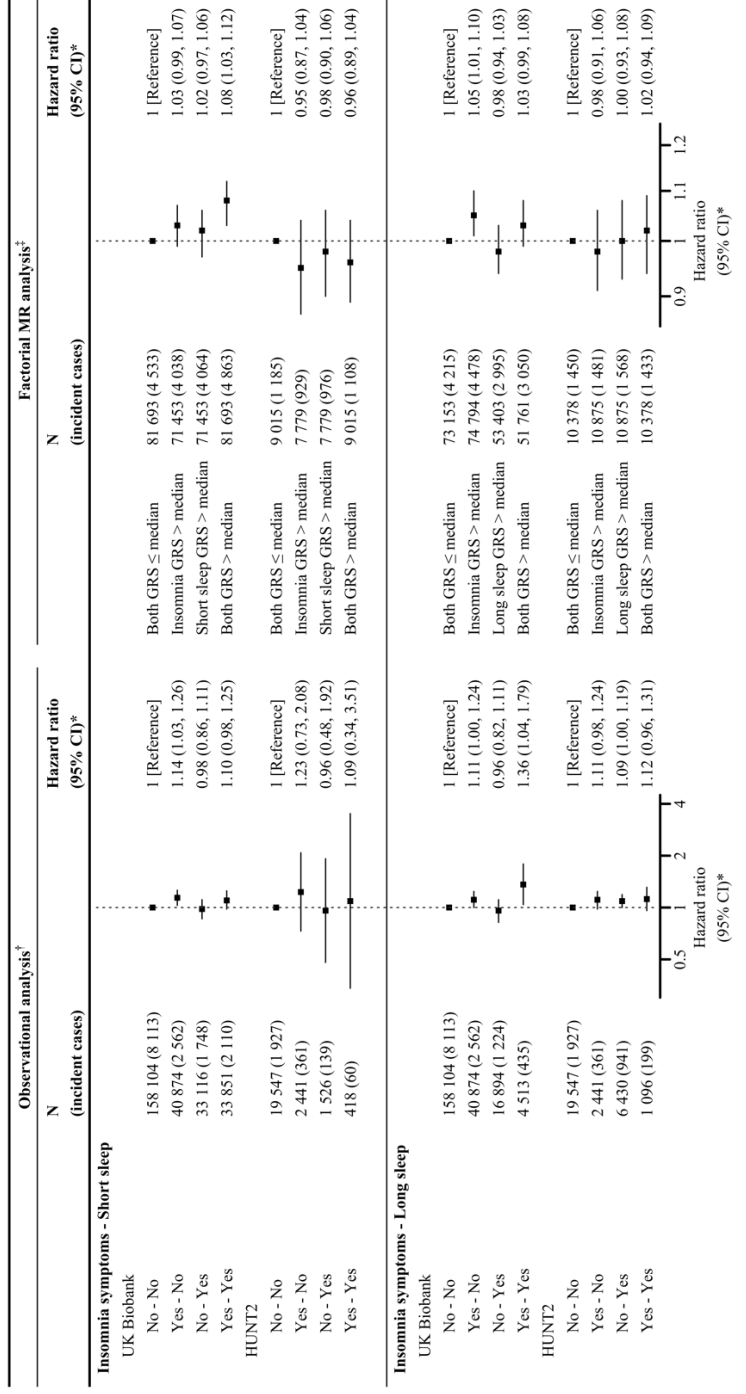 Observational analysis† Factorial MR analysis‡
N (incident cases) Hazard ratio (95% CI)* N (incident cases) Hazard ratio (95% CI)*
Insomnia symptoms - Short sleep
UK Biobank
No - No 158 104 (8 113) 1 [Reference] Both GRS ≤ median 81 693 (4 533) 1 [Reference]
Yes - No 40 874 (2 562) 1.14 (1.03, 1.26) Insomnia GRS > median 71 453 (4 038) 1.03 (0.99, 1.07)
No - Yes 33 116 (1 748) 0.98 (0.86, 1.11) Short sleep GRS > median 71 453 (4 064) 1.02 (0.97, 1.06)
Yes - Yes 33 851 (2 110) 1.10 (0.98, 1.25) Both GRS > median 81 693 (4 863) 1.08 (1.03, 1.12)
HUNT2
No - No 19 547 (1 927) 1 [Reference] Both GRS ≤ median 9 015 (1 185) 1 [Reference]
Yes - No 2 441 (361) 1.23 (0.73, 2.08) Insomnia GRS > median 7 779 (929) 0.95 (0.87, 1.04)
No - Yes 1 526 (139) 0.96 (0.48, 1.92) Short sleep GRS > median 7 779 (976) 0.98 (0.90, 1.06)
Yes - Yes 418 (60) 1.09 (0.34, 3.51) Both GRS > median 9 015 (1 108) 0.96 (0.89, 1.04)
Insomnia symptoms - Long sleep
UK Biobank
No - No 158 104 (8 113) 1 [Reference] Both GRS ≤ median 73 153 (4 215) 1 [Reference]
Yes - No 40 874 (2 562) 1.11 (1.00, 1.24) Insomnia GRS > median 74 794 (4 478) 1.05 (1.01, 1.10)
No - Yes 16 894 (1 224) 0.96 (0.82, 1.11) Long sleep GRS > median 53 403 (2 995) 0.98 (0.94, 1.03)
Yes - Yes 4 513 (435) 1.36 (1.04, 1.79) Both GRS > median 51 761 (3 050) 1.03 (0.99, 1.08)
HUNT2
No - No 19 547 (1 927) 1 [Reference] Both GRS ≤ median 10 378 (1 450) 1 [Reference]
Yes - No 2 441 (361) 1.11 (0.98, 1.24) Insomnia GRS > median 10 875 (1 481) 0.98 (0.91, 1.06)
No - Yes 6 430 (941) 1.09 (1.00, 1.19) Long sleep GRS > median 10 875 (1 568) 1.00 (0.93, 1.08)
Yes - Yes 1 096 (199) 1.12 (0.96, 1.31) Both GRS > median 10 378 (1 433) 1.02 (0.94, 1.09)
0.5 1 2 4 0.9 1 1.1 1.2
Hazard ratio Hazard ratio
(95% CI)* (95% CI)*